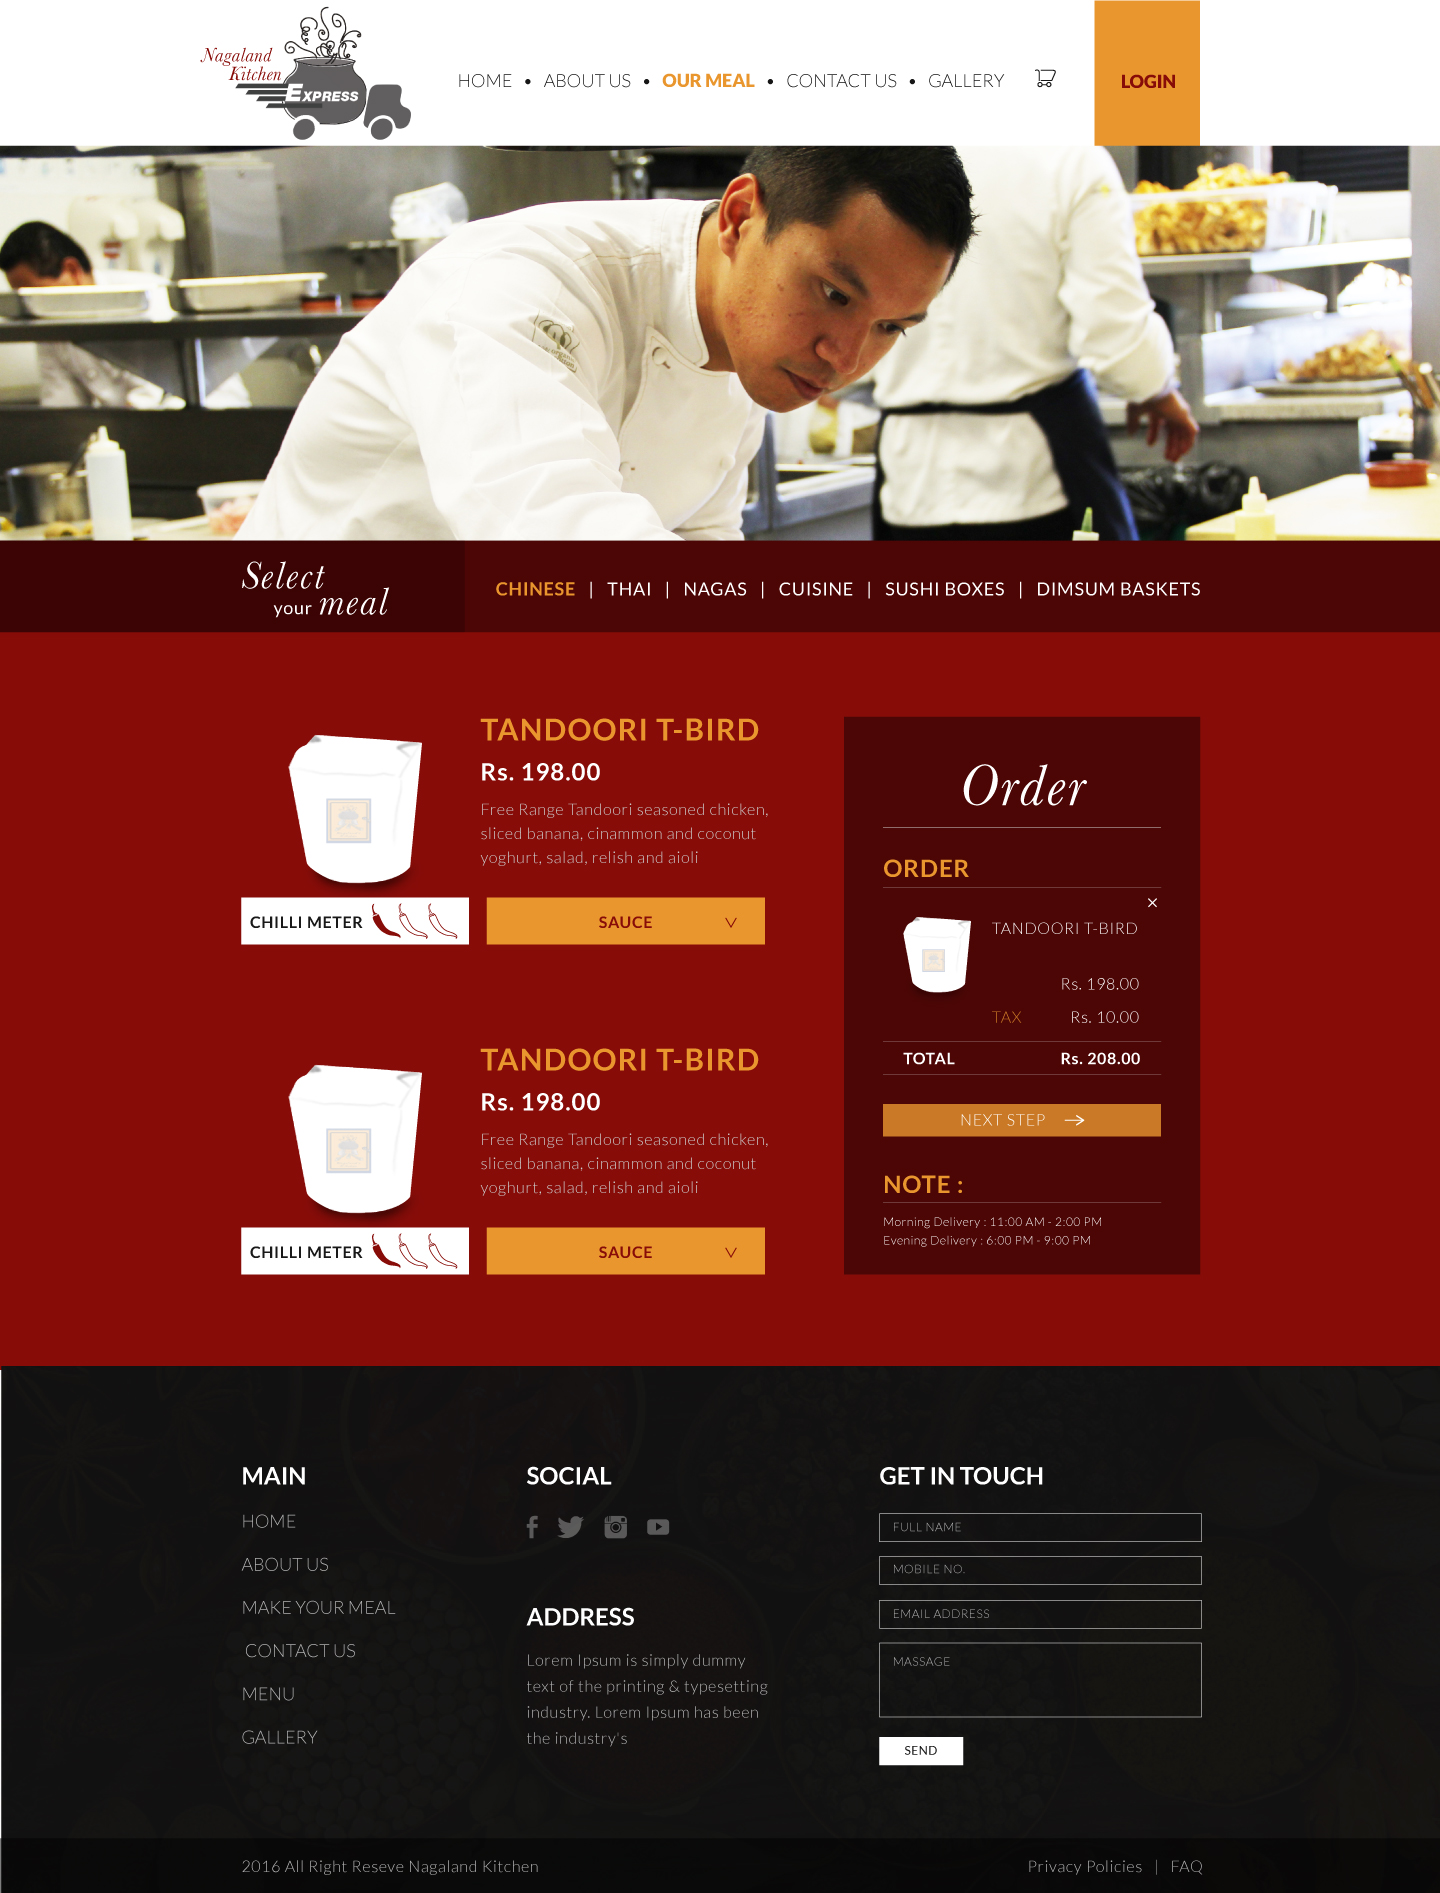 Nagaland
Kitchen
EXPRESS
HOME • ABOUT US • OUR MEAL • CONTACT US • GALLERY
LOGIN
Select
your meal
CHINESE | THAI | NAGAS | CUISINE | SUSHI BOXES | DIMSUM BASKETS
TANDOORI T-BIRD
Rs. 198.00
Free Range Tandoori seasoned chicken,
sliced banana, cinammon and coconut
yoghurt, salad, relish and aioli
CHILLI METER
SAUCE
TANDOORI T-BIRD
Rs. 198.00
Free Range Tandoori seasoned chicken,
sliced banana, cinammon and coconut
yoghurt, salad, relish and aioli
CHILLI METER
SAUCE
Order
ORDER
TANDOORI T-BIRD
Rs. 198.00
TAX Rs. 10.00
TOTAL Rs. 208.00
NEXT STEP
NOTE :
Morning Delivery : 11:00 AM - 2:00 PM
Evening Delivery : 6:00 PM - 9:00 PM
MAIN
HOME
ABOUT US
MAKE YOUR MEAL
CONTACT US
MENU
GALLERY
SOCIAL
ADDRESS
Lorem Ipsum is simply dummy
text of the printing & typesetting
industry. Lorem Ipsum has been
the industry's
GET IN TOUCH
FULL NAME
MOBILE NO.
EMAIL ADDRESS
MASSAGE
SEND
2016 All Right Reseve Nagaland Kitchen
Privacy Policies | FAQ